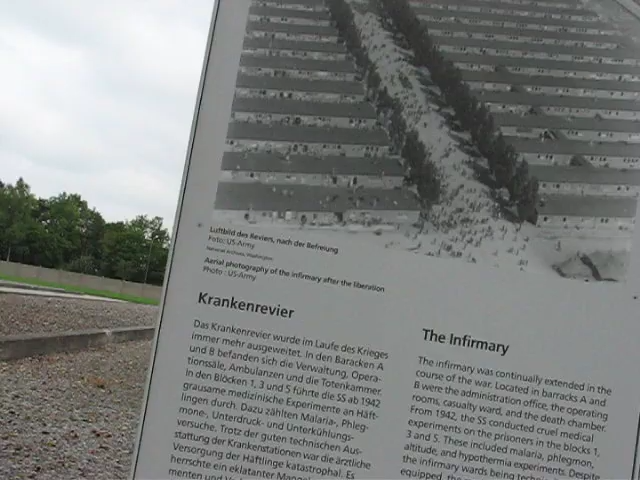 Luftbild des Reviers, nach der Befreiung
Foto: US-Army
National Archives, Washington
Aerial photography of the infirmary after the liberation
Photo: US-Army
Krankenrevier
Das Krankenrevier wurde im Laufe des Krieges
immer mehr ausgeweitet. In den Baracken A
und B befanden sich die Verwaltung, Opera-
tionssäle, Ambulanzen und die Totenkammer.
In den Blöcken 1, 3 und 5 führte die SS ab 1942
grausame medizinische Experimente an Häft-
lingen durch. Dazu zählten Malaria-, Phleg-
mone-, Unterdruck- und Unterkühlungs-
versuche. Trotz der guten technischen Aus-
stattung der Krankenstationen war die ärztliche
Versorgung der Häftlinge katastrophal. Es
herrschte ein eklatanter
The Infirmary
The infirmary was continually extended in the
course of the war. Located in barracks A and
B were the administration office, the operating
rooms, casualty ward, and the death chamber.
From 1942, the SS conducted cruel medical
experiments on the prisoners in the blocks 1,
3 and 5. These included malaria, phlegmon,
altitude, and hypothermia experiments. Despite
the infirmary wards being